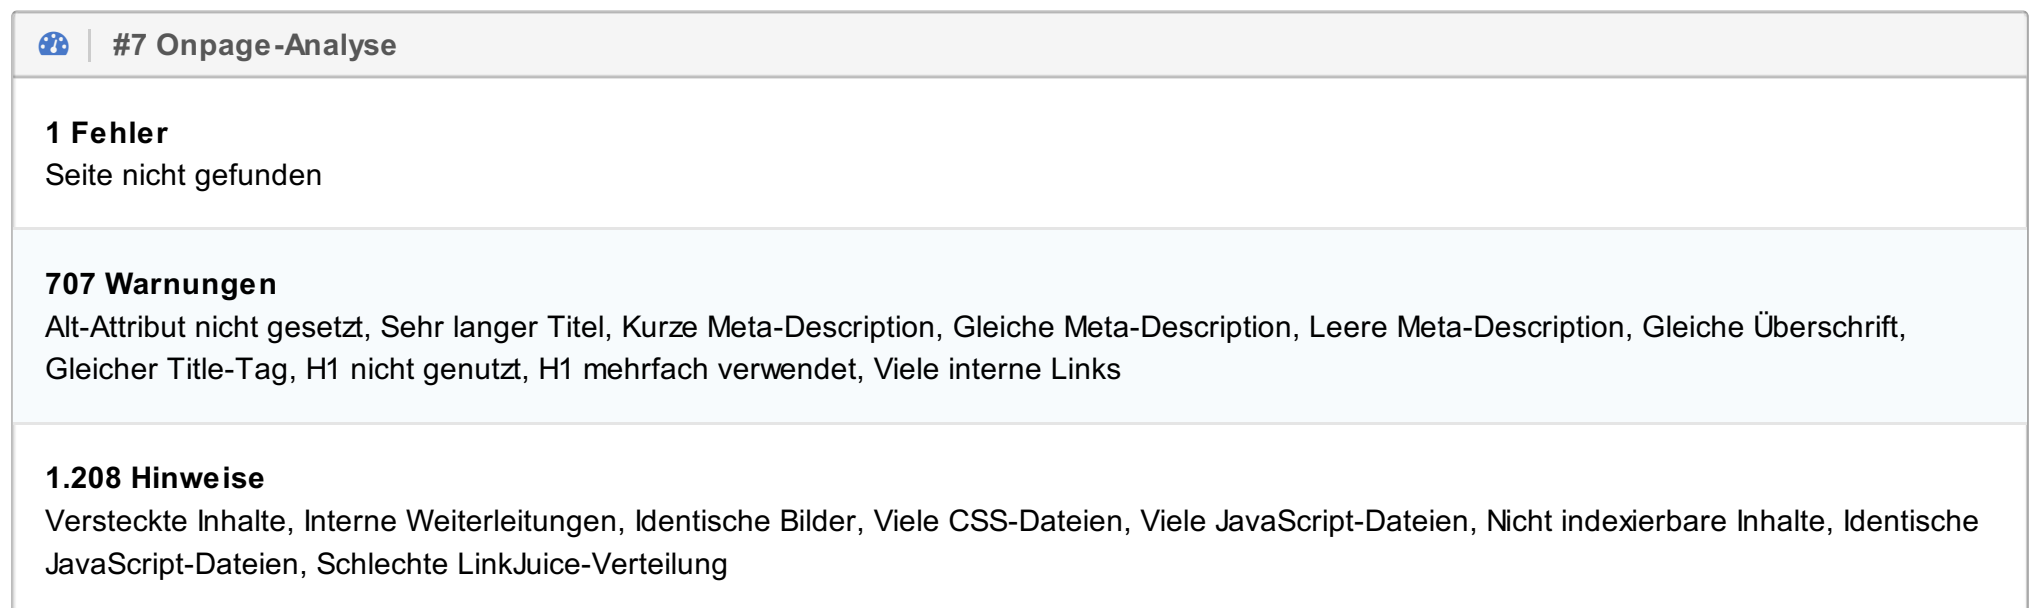 #7 Onpage-Analyse
1 Fehler
Seite nicht gefunden
707 Warnungen
Alt-Attribut nicht gesetzt, Sehr langer Titel, Kurze Meta-Description, Gleiche Meta-Description, Leere Meta-Description, Gleiche Überschrift,
Gleicher Title-Tag, H1 nicht genutzt, H1 mehrfach verwendet, Viele interne Links
1.208 Hinweise
Versteckte Inhalte, Interne Weiterleitungen, Identische Bilder, Viele CSS-Dateien, Viele JavaScript-Dateien, Nicht indexierbare Inhalte, Identische
JavaScript-Dateien, Schlechte LinkJuice-Verteilung